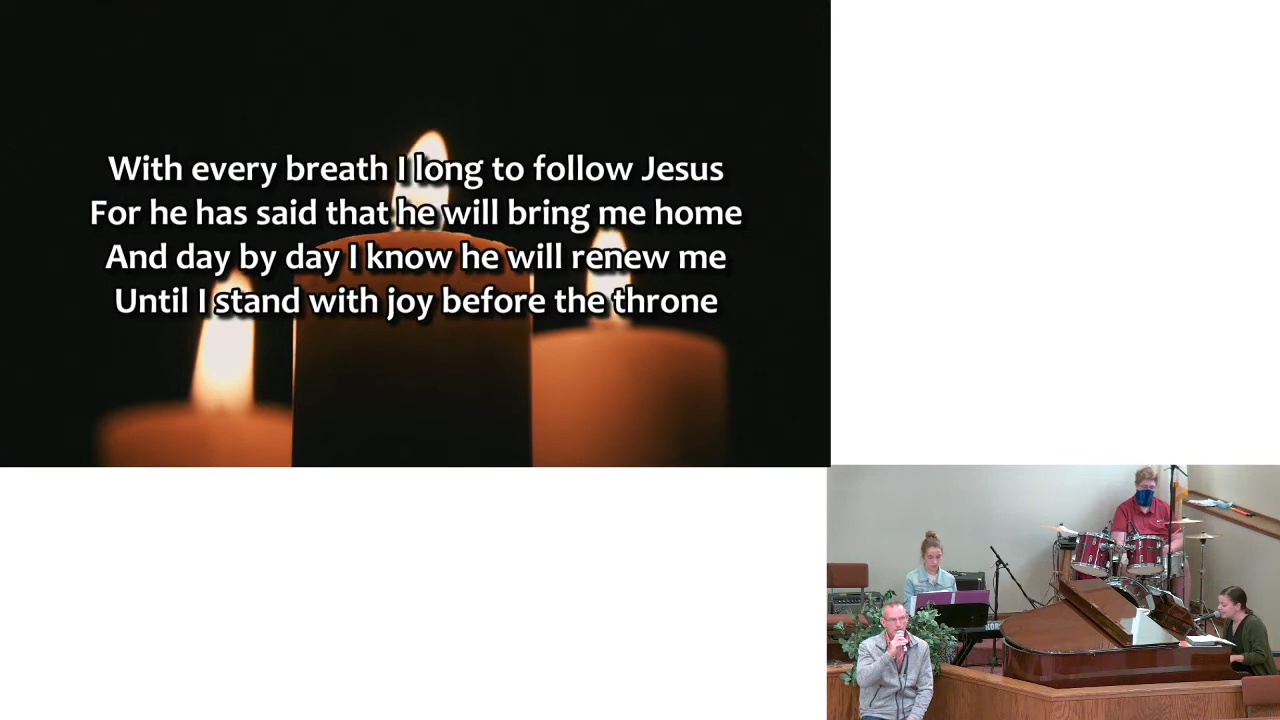 With every breath I long to follow Jesus
For he has said that he will bring me home
And day by day I know he will renew me
Until I stand with joy before the throne